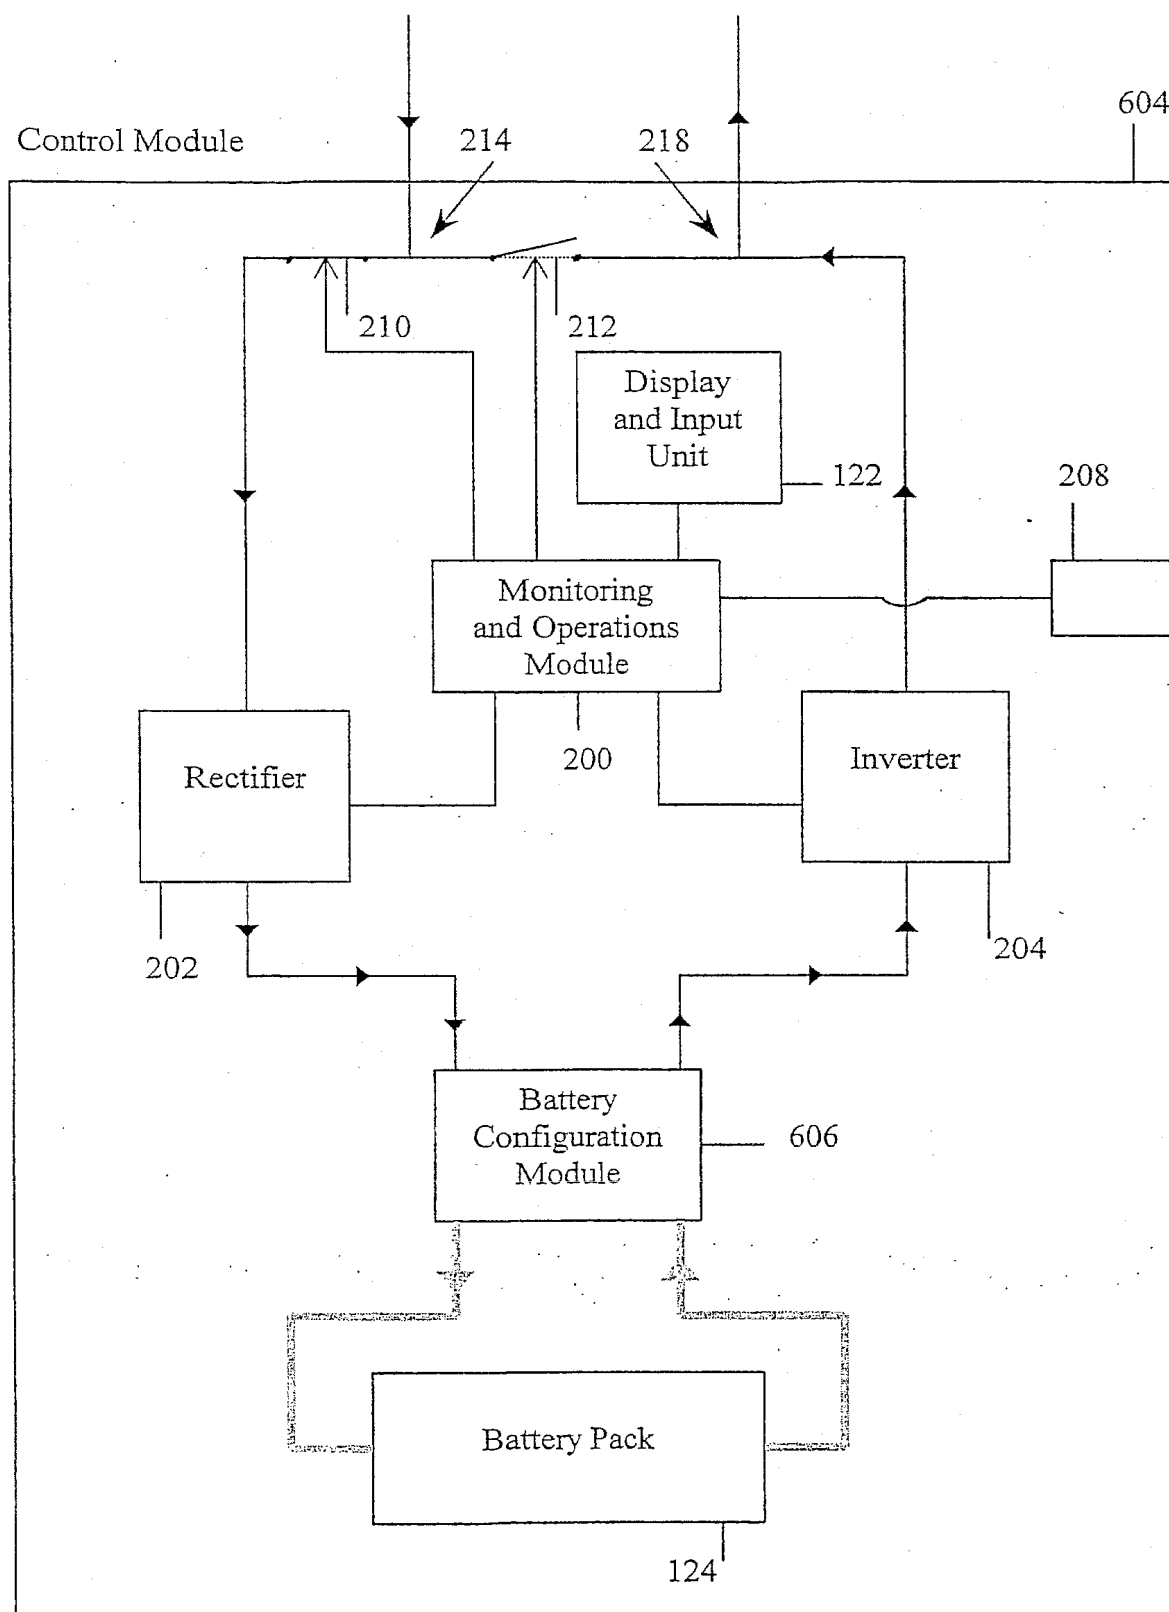 604
Control Module
214
218
210
212
Display
and Input
Unit
122
208
Monitoring
and Operations
Module
200
Rectifier
Inverter
202
204
Battery
Configuration
Module
606
Battery Pack
124